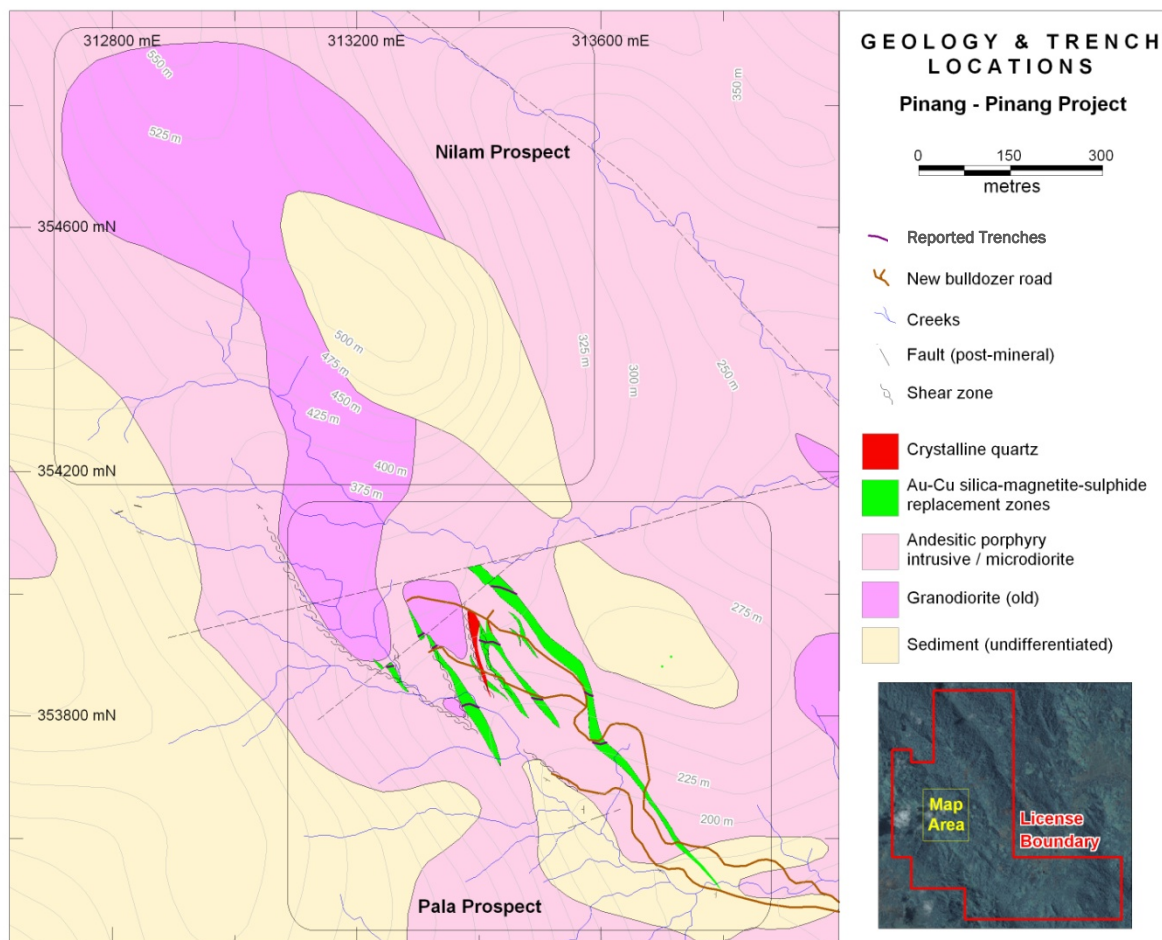 312800 mE
313200 mE
313600 mE
550 m
525 m
350 m
Nilam Prospect
354600 mN
500 m
475 m
450 m
425 m
325 m
300 m
250 m
354200 mN
400 m
375 m
275 m
353800 mN
225 m
200 m
Pala Prospect
GEOLOGY & TRENCH
LOCATIONS
Pinang - Pinang Project
0 150 300
metres
Reported Trenches
New bulldozer road
Creeks
Fault (post-mineral)
Shear zone
Crystalline quartz
Au-Cu silica-magnetite-sulphide
replacement zones
Andesitic porphyry
intrusive / microdiorite
Granodiorite (old)
Sediment (undifferentiated)
Map
Area
License
Boundary